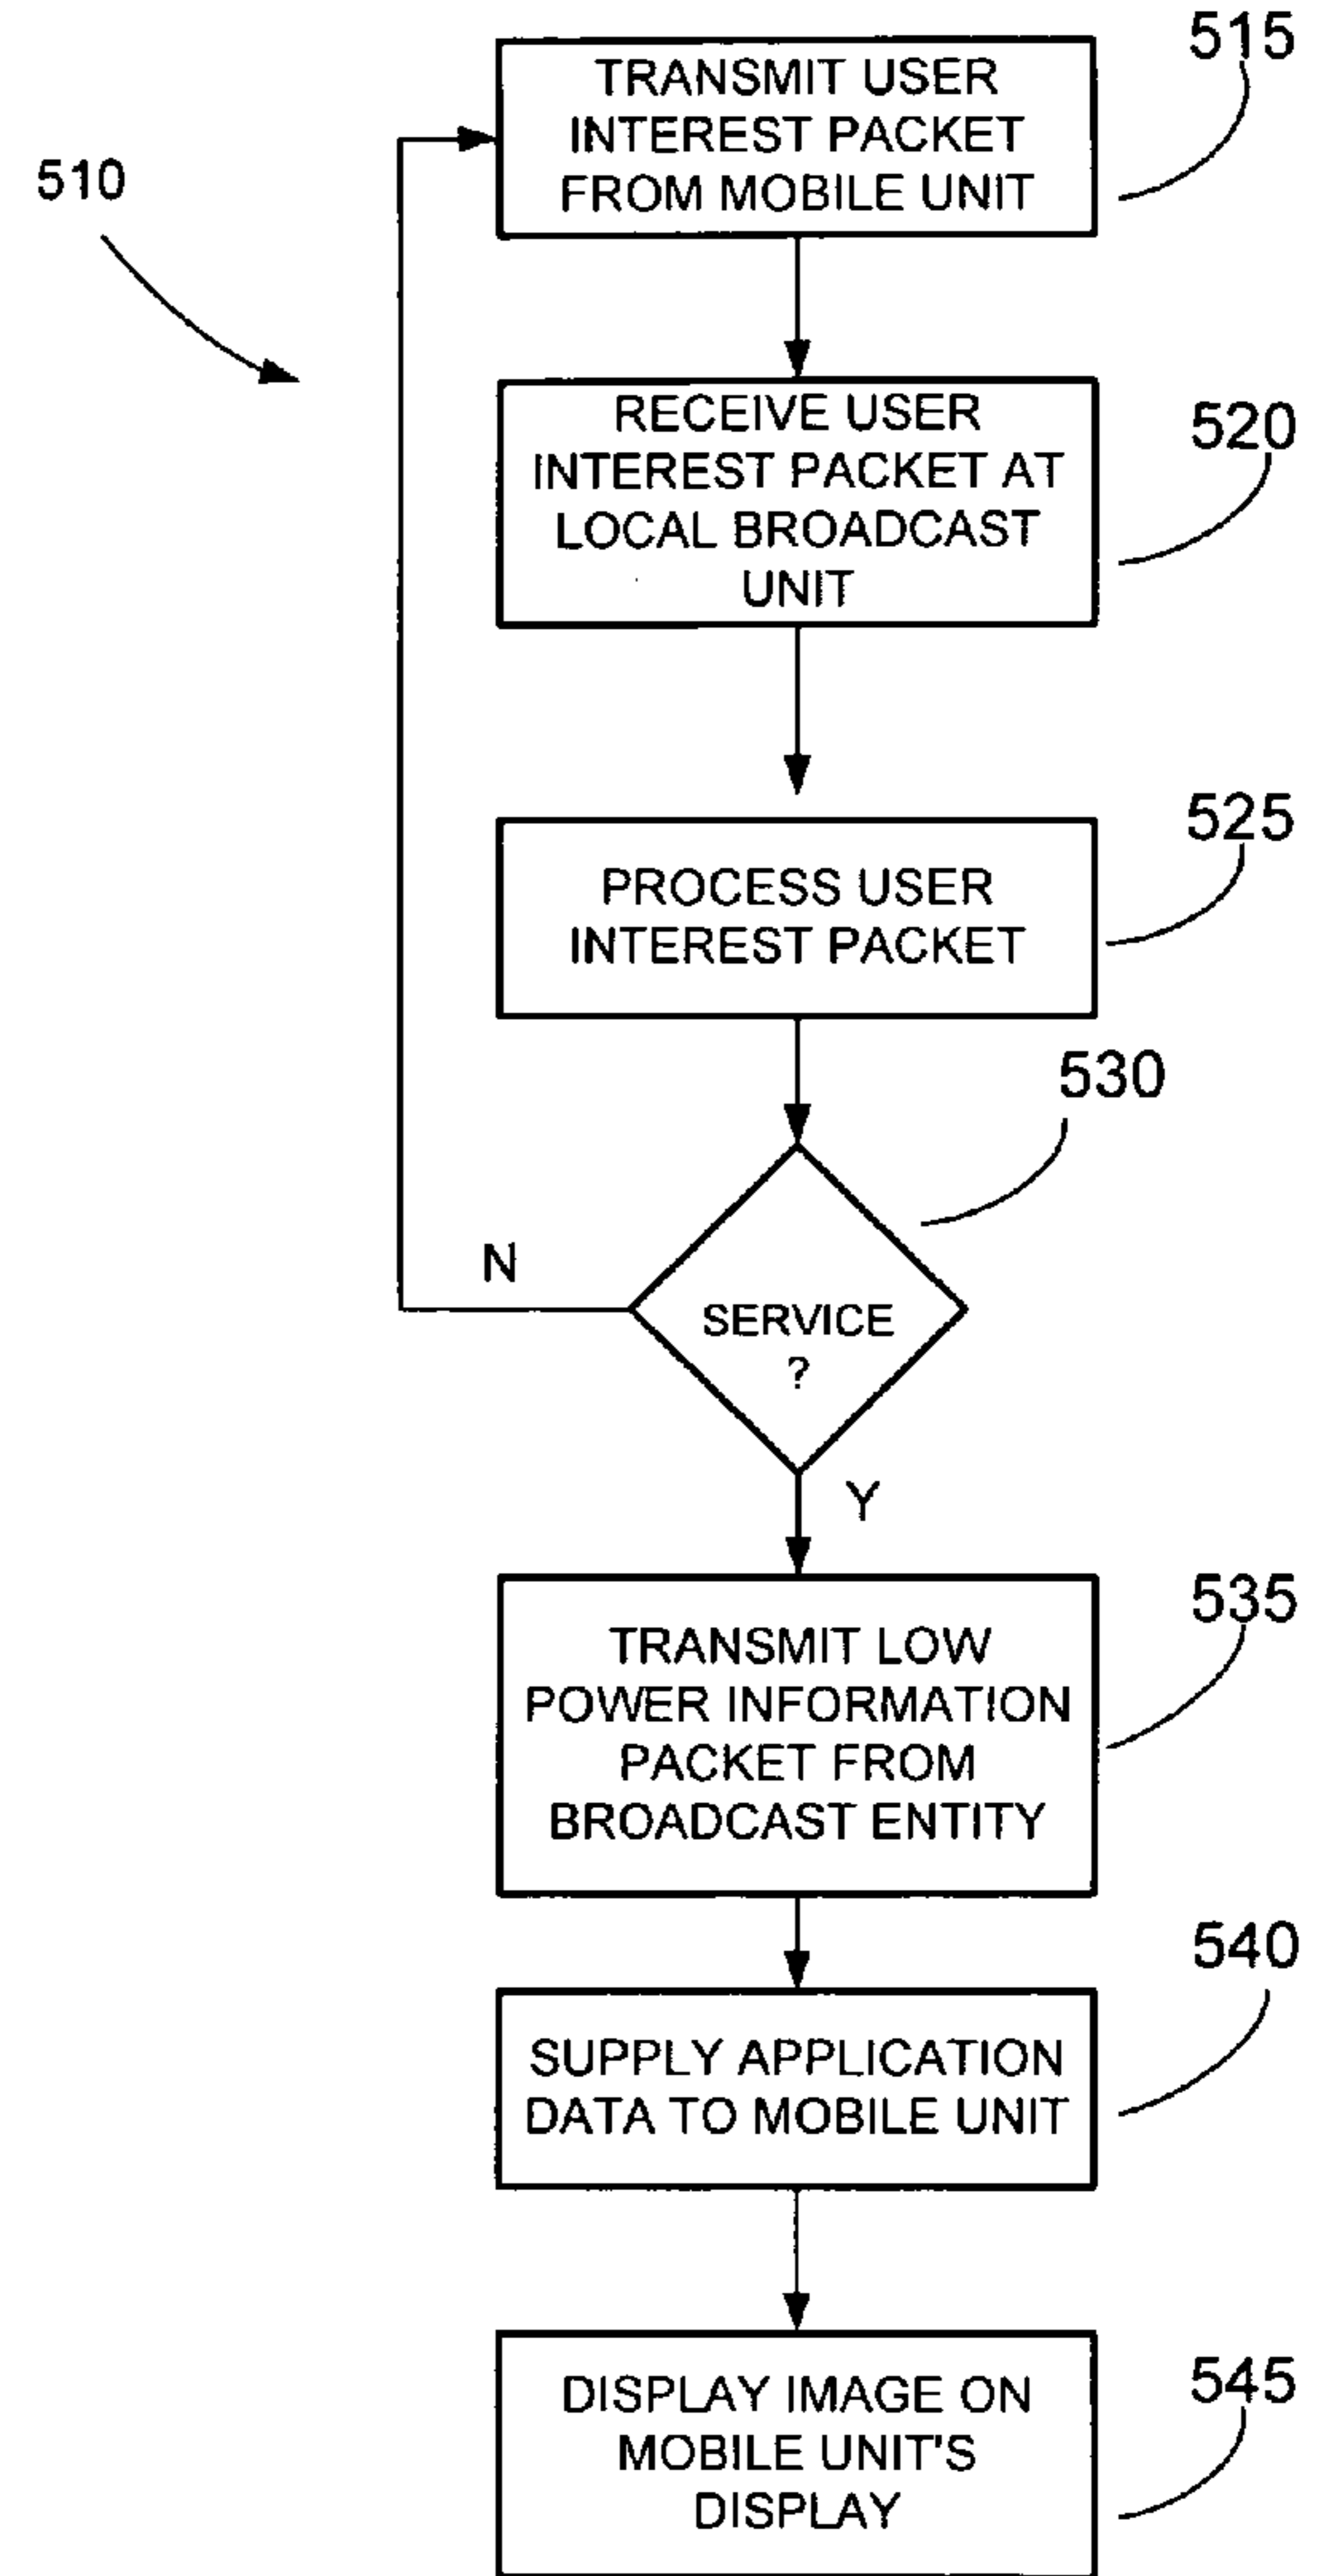 515
TRANSMIT USER
INTEREST PACKET
FROM MOBILE UNIT
510
RECEIVE USER
INTEREST PACKET AT
LOCAL BROADCAST
UNIT
520
525
PROCESS USER
INTEREST PACKET
530
N
SERVICE
?
Y
535
TRANSMIT LOW
POWER INFORMATION
PACKET FROM
BROADCAST ENTITY
540
SUPPLY APPLICATION
DATA TO MOBILE UNIT
545
DISPLAY IMAGE ON
MOBILE UNIT'S
DISPLAY